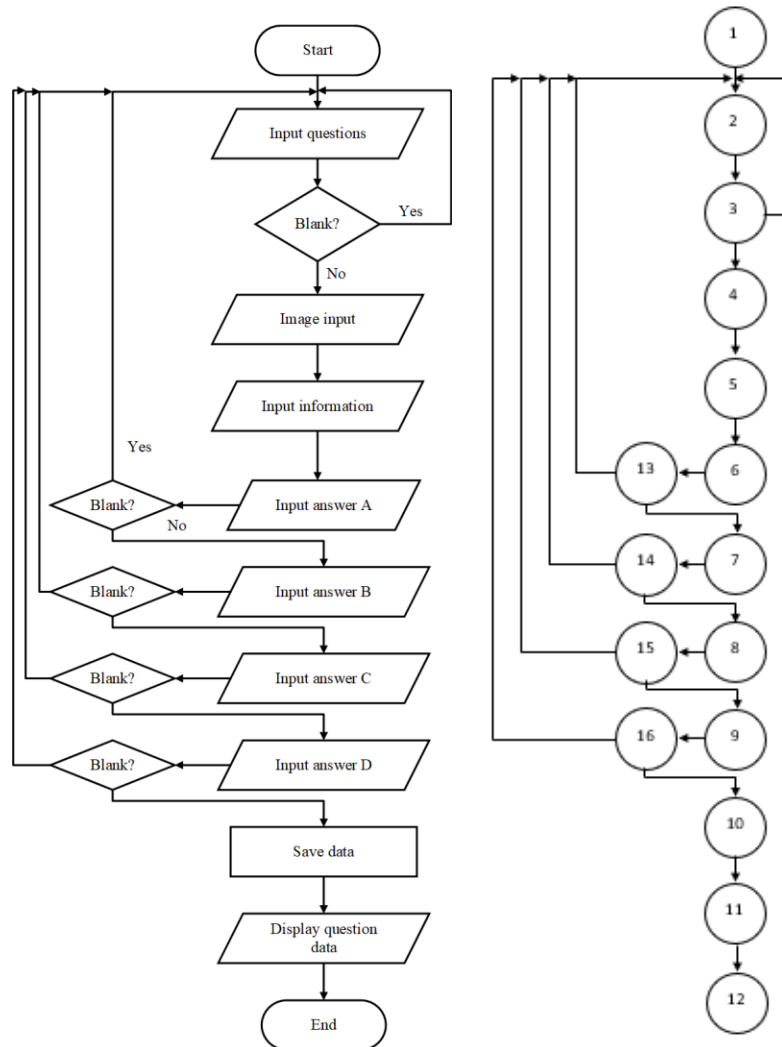 Start
Input questions
Blank?
Yes
No
Image input
Input information
Yes
Blank?
Input answer A
No
Blank?
Input answer B
Blank?
Input answer C
Blank?
Input answer D
Save data
Display question
data
End
1
2
3
4
5
13
6
14
7
15
8
16
9
10
11
12